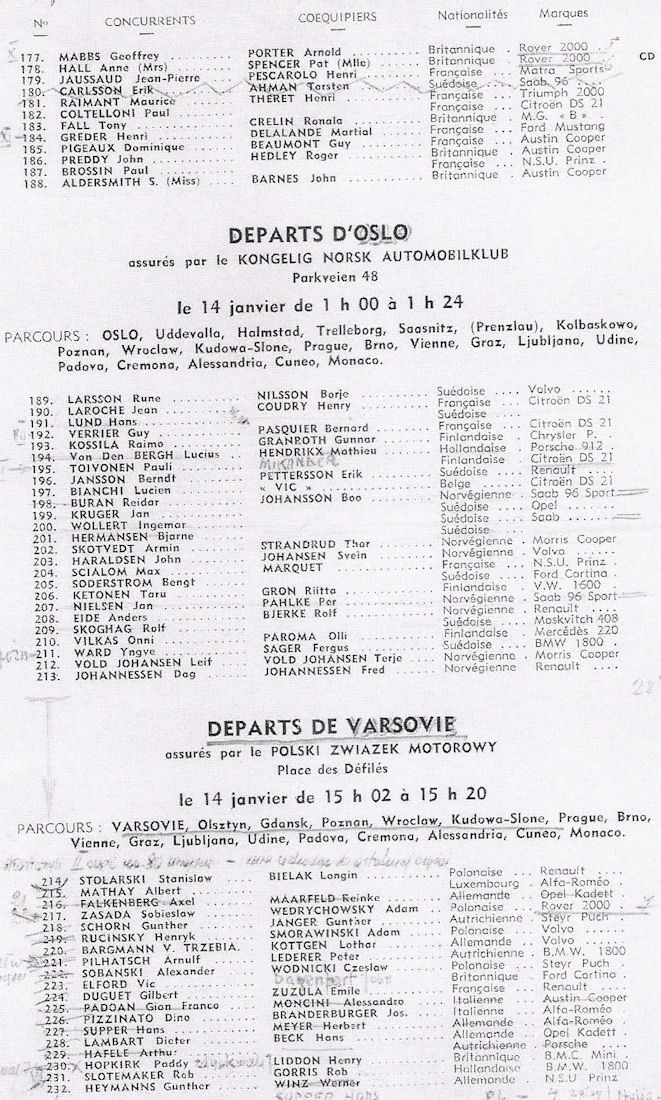 Nos CONCURRENTS COEQUIPIERS Nationalités Marques
177. MABBS Geoffrey PORTER Arnold Britannique Rover 2000
CD
178. HALL Anne (Mrs) SPENCER Pat (Mlle) Britannique Rover 2000
179. JAUSSAUD Jean-Pierre PESCAROLO Henri Française Matra Sports
180. CARLSSON Erik AHMAN Torsten Suédoise Saab 96
181. RAIMANT Maurice THERET Henri Française Triumph 2000
182. COLTELLONI Paul Française Citroën DS 21
183. FALL Tony CRELIN Ronala Britannique M.G. « B »
184. GREDER Henri DELALANDE Martial Française Ford Mustang
185. PIGEAUX Dominique BEAUMONT Guy Française Austin Cooper
186. PREDDY John HEDLEY Roger Britannique Austin Cooper
187. BROSSIN Paul Française N.S.U. Prinz
188. ALDERSMITH S. (Miss) BARNES John Britannique Austin Cooper
DEPARTS D'OSLO
assurés par le KONGELIG NORSK AUTOMOBILKLUB
Parkveien 48
le 14 janvier de 1 h 00 à 1 h 24
PARCOURS : OSLO, Uddevalla, Halmstad, Trelleborg, Saasnitz, (Prenzlau), Kolbaskowo,
Poznan, Wroclaw, Kudowa-Slone, Prague, Brno, Vienne, Graz, Ljubljana, Udine,
Padova, Cremona, Alessandria, Cuneo, Monaco.
189. LARSSON Rune NILSSON Borje Suédoise Volvo
190. LAROCHE Jean COUDRY Henry Française Citroën DS 21
191. LUND Hans Suédoise
192. VERRIER Guy PASQUIER Bernard Française
193. KOSSILA Raimo GRANROTH Gunnar Finlandaise Chrysler P.
194. Van Den BERGH Lucius HENDRIKX Mathieu Hollandaise Porsche 912
195. TOIVONEN Pauli MIKANDER Finlandaise Citroën DS 21
196. JANSSON Berndt PETTERSSON Erik Suédoise Renault
197. BIANCHI Lucien « VIC » Belge Citroën DS 21
198. BURAN Reidar JOHANSSON Boo Norvégienne Saab 96 Sport
199. KRUGER Jan Suédoise Opel
200. WOLLERT Ingemar Suédoise Saab
201. HERMANSEN Bjarne Suédoise
202. SKOTVEDT Armin STRANDRUD Thor Norvégienne Morris Cooper
203. HARALDSEN John JOHANSEN Svein Norvégienne Volvo
204. SCIALOM Max MARQUET Française N.S.U. Prinz
205. SODERSTROM Bengt Suédoise Ford Cortina
206. KETONEN Taru GRON Riitta Finlandaise V.W. 1600
207. NIELSEN Jan PAHLKE Per Norvégienne Saab 96 Sport
208. EIDE Anders BJERKE Rolf Norvégienne Renault
209. SKOGHAG Rolf Suédoise Moskvitch 408
210. VILKAS Onni PAROMA Olli Finlandaise Mercédès 220
211. WARD Yngve SAGER Fergus Suédoise BMW 1800
212. VOLD JOHANSEN Leif VOLD JOHANSEN Terje Norvégienne Morris Cooper
213. JOHANNESSEN Dag JOHANNESSEN Fred Norvégienne Renault
DEPARTS DE VARSOVIE
assurés par le POLSKI ZWIAZEK MOTOROWY
Place des Défilés
le 14 janvier de 15 h 02 à 15 h 20
PARCOURS : VARSOVIE, Olsztyn, Gdansk, Poznan, Wroclaw, Kudowa-Slone, Prague, Brno,
Vienne, Graz, Ljubljana, Udine, Padova, Cremona, Alessandria, Cunéo, Monaco.
214. STOLARSKI Stanislaw BIELAK Longin Polonaise Renault
215. MATHAY Albert Luxembourg Alfa-Roméo
216. FALKENBERG Axel MAARFELD Reinke Allemande Opel Kadett
217. ZASADA Sobieslaw WEDRYCHOWSKY Adam Polonaise Rover 2000
218. SCHORN Gunther JANGER Gunther Autrichienne Steyr Puch
219. RUCINSKY Henryk SMORAWINSKI Adam Polonaise Volvo
220. BARGMANN V. TRZEBIA. KOTTGEN Lothar Allemande Volvo
221. PILHATSCH Arnulf LEDERER Peter Autrichienne B.M.W. 1800
222. SOBANSKI Alexander WODNICKI Czeslaw Polonaise Steyr Puch
223. ELFORD Vic Davenport John Britannique Ford Cortina
224. DUGUET Gilbert ZUZULA Emile Française Renault
225. PADOAN Gian Franco MONCINI Alessandro Italienne Austin Cooper
226. PIZZINATO Dino BRANDERBURGER Jos. Italienne Alfa-Roméo
227. SUPPER Hans MEYER Herbert Allemande Alfa-Roméo
228. LAMBART Dieter BECK Hans Allemande Opel Kadett
229. HAFELE Arthur Autrichienne Porsche
230. HOPKIRK Paddy LIDDON Henry Britannique B.M.C. Mini
231. SLOTEMAKER Rob GORRIS Rob Hollandaise B.M.W. 1800
232. HEYMANNS Gunther WINZ Werner Allemande N.S.U Prinz
SUPPER HANS